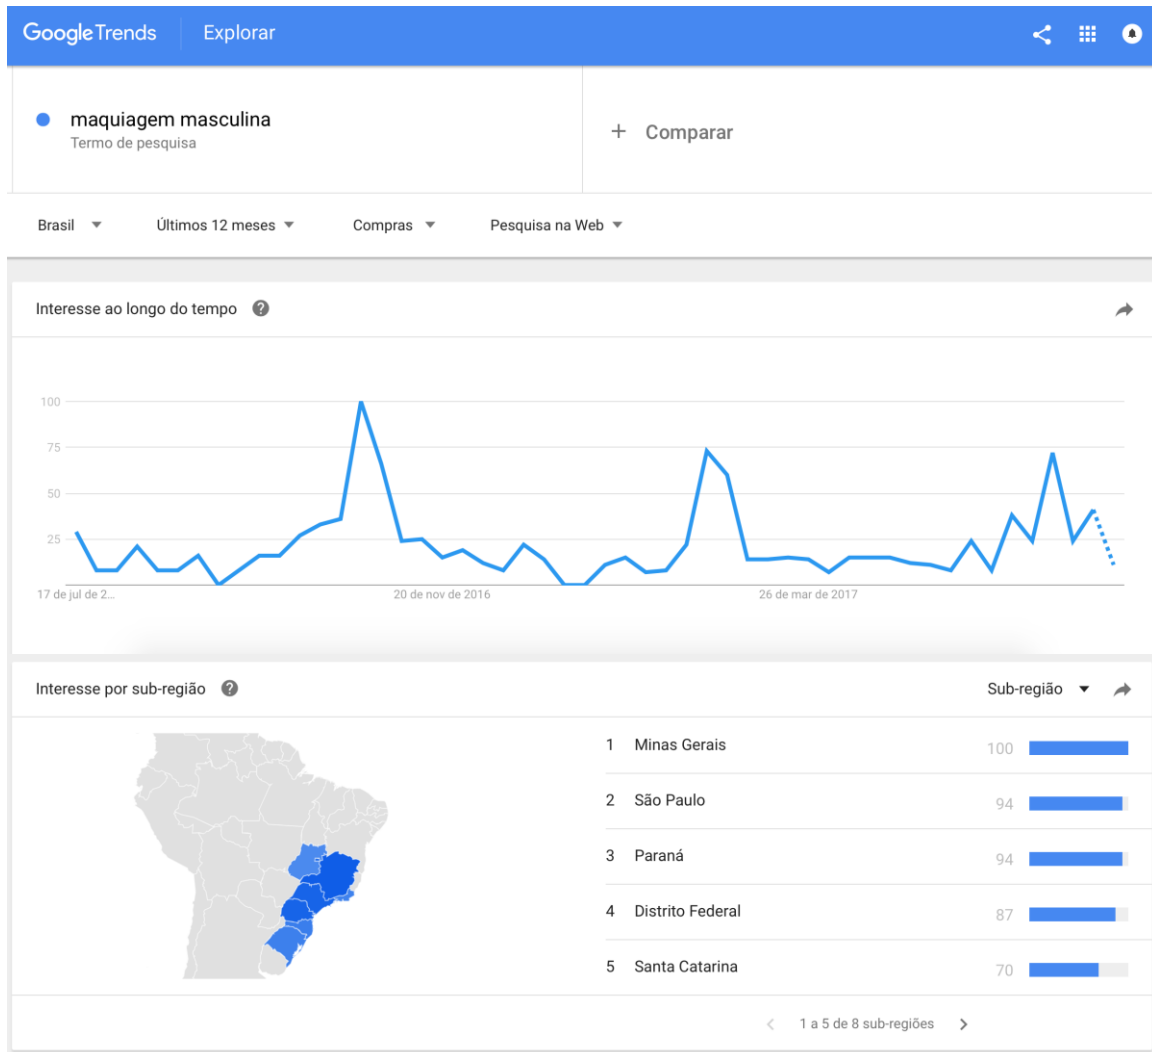 Google Trends Explorar
maquiagem masculina
Termo de pesquisa
+ Comparar
Brasil Últimos 12 meses Compras Pesquisa na Web
Interesse ao longo do tempo ?
100
75
50
25
17 de jul de 2... 20 de nov de 2016 26 de mar de 2017
Interesse por sub-região ? Sub-região
1 Minas Gerais 100
2 São Paulo 94
3 Paraná 94
4 Distrito Federal 87
5 Santa Catarina 70
1 a 5 de 8 sub-regiões